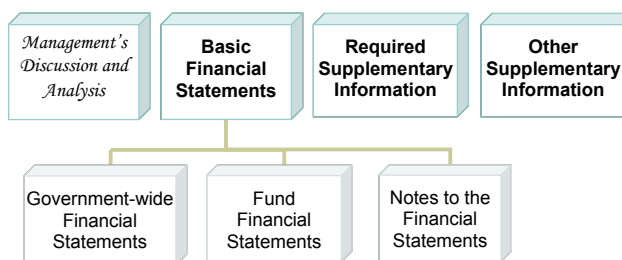 Management's
Discussion and
Analysis
Basic
Financial
Statements
Required
Supplementary
Information
Other
Supplementary
Information
Government-wide
Financial
Statements
Fund
Financial
Statements
Notes to the
Financial
Statements